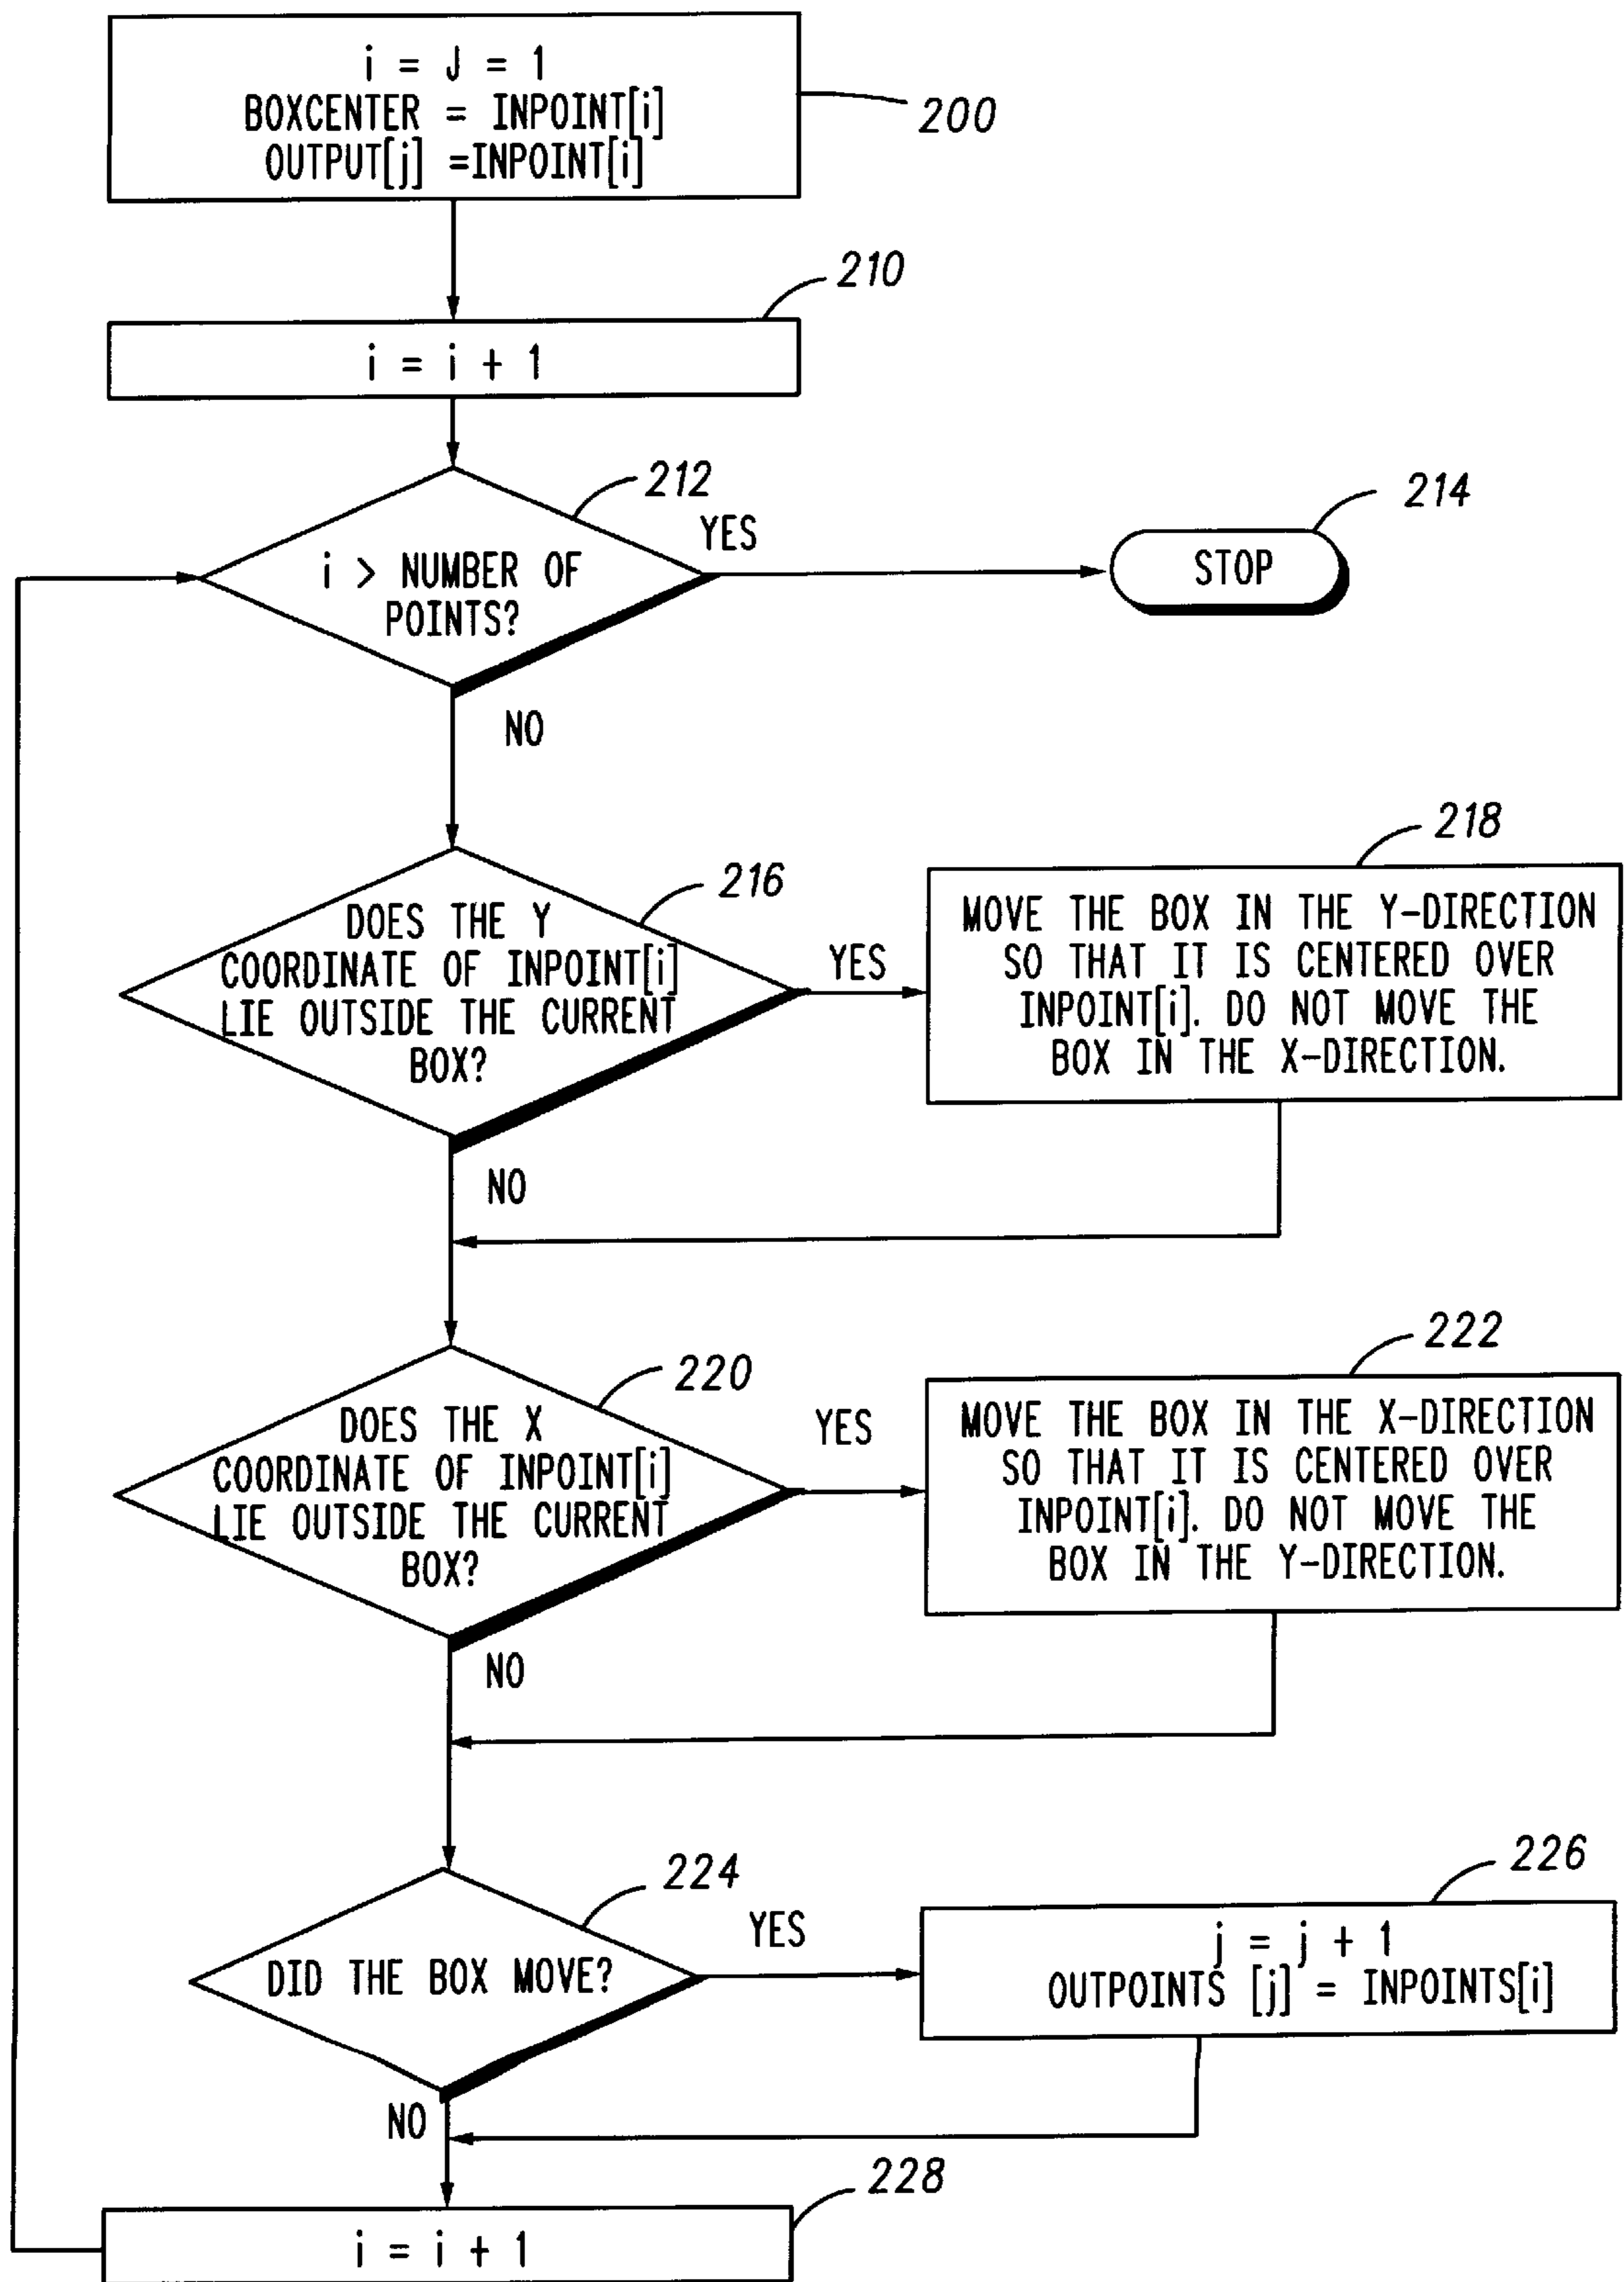 i = J = 1
BOXCENTER = INPOINT[i]
OUTPUT[j] =INPOINT[i]
200
210
i = i + 1
212
YES
214
i > NUMBER OF
POINTS?
STOP
NO
218
216
DOES THE Y
COORDINATE OF INPOINT[i]
LIE OUTSIDE THE CURRENT
BOX?
YES
MOVE THE BOX IN THE Y-DIRECTION
SO THAT IT IS CENTERED OVER
INPOINT[i]. DO NOT MOVE THE
BOX IN THE X-DIRECTION.
NO
222
220
DOES THE X
COORDINATE OF INPOINT[i]
LIE OUTSIDE THE CURRENT
BOX?
YES
MOVE THE BOX IN THE X-DIRECTION
SO THAT IT IS CENTERED OVER
INPOINT[i]. DO NOT MOVE THE
BOX IN THE Y-DIRECTION.
NO
226
224
DID THE BOX MOVE?
YES
j = j + 1
OUTPOINTS [j] = INPOINTS[i]
NO
228
i = i + 1